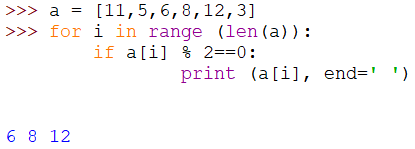 >>> a = [11,5,6,8,12,3]
>>> for i in range (len(a)):
        if a[i] % 2==0:
                print (a[i], end=' ')
6 8 12